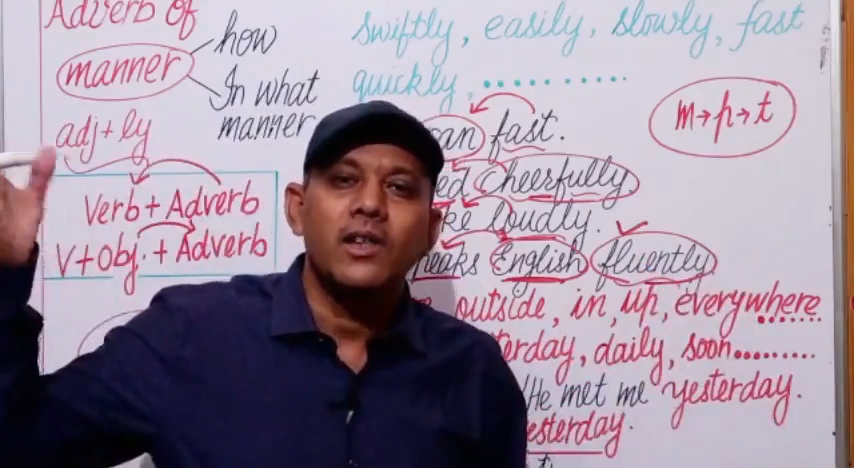 Adverb of
manner
how
In what
manner
adj + ly
Verb + Adverb
V + Obj. + Adverb
swiftly, easily, slowly, fast
quickly, ..........
m→p→t
fast.
cheerfully.
loudly.
English fluently
outside, in, up, everywhere
daily, soon..........
He met me yesterday.